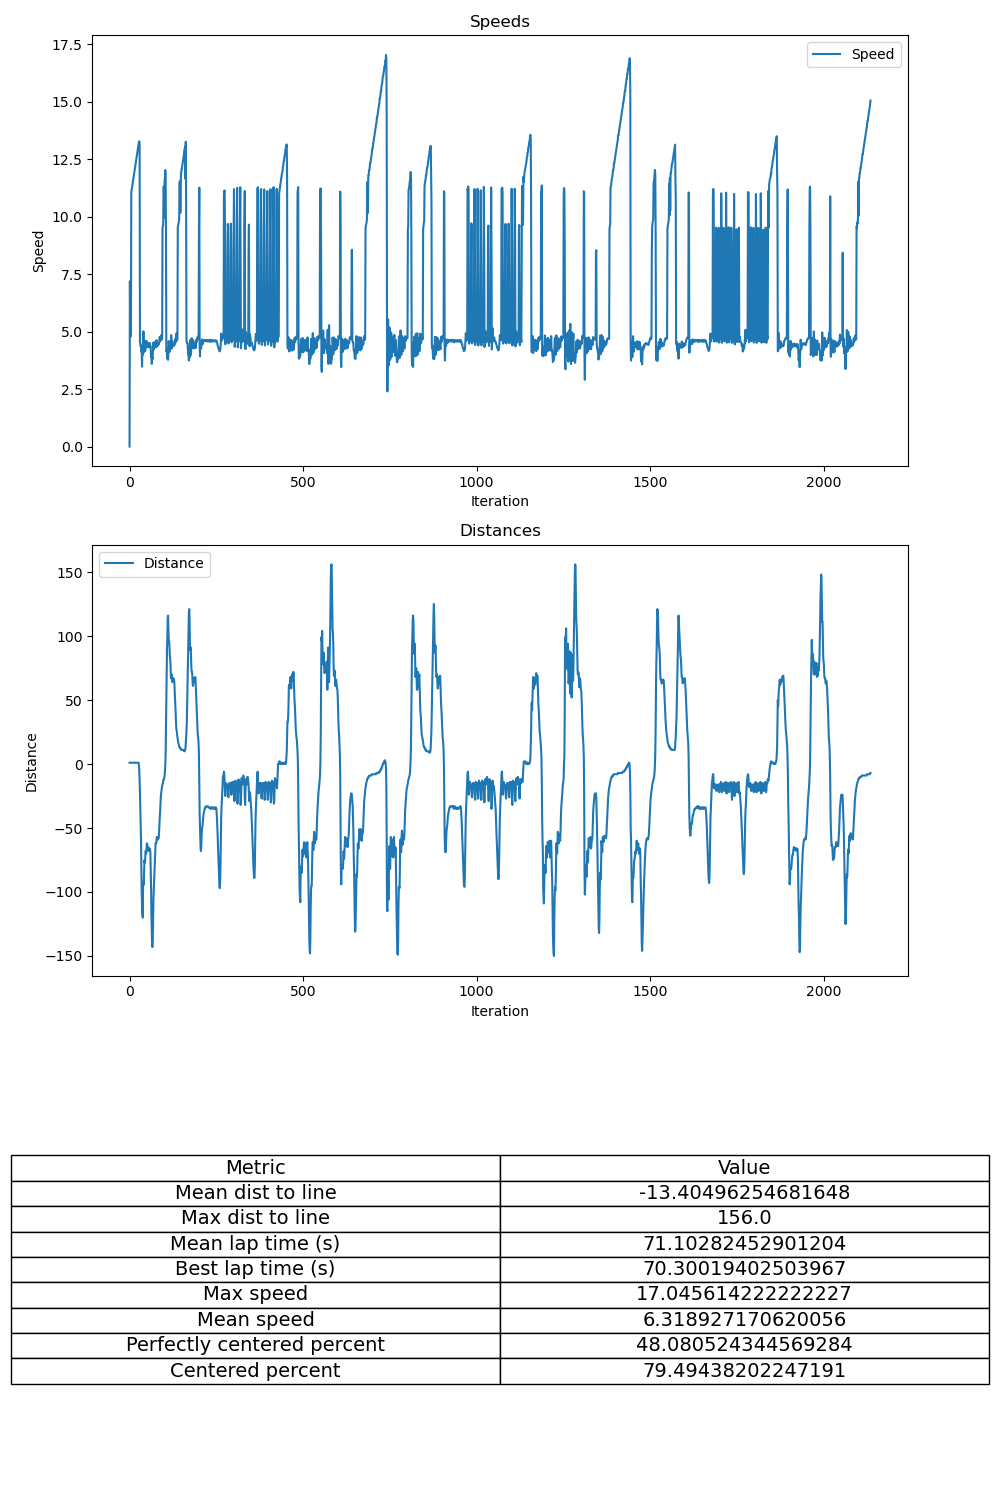 Speeds
Speed
17.5
15.0
12.5
10.0
7.5
5.0
2.5
0.0
Speed
0 500 1000 1500 2000
Iteration
Distances
Distance
150
100
50
0
−50
−100
−150
Distance
0 500 1000 1500 2000
Iteration
Metric Value
Mean dist to line -13.40496254681648
Max dist to line 156.0
Mean lap time (s) 71.10282452901204
Best lap time (s) 70.30019402503967
Max speed 17.045614222222227
Mean speed 6.318927170620056
Perfectly centered percent 48.080524344569284
Centered percent 79.49438202247191